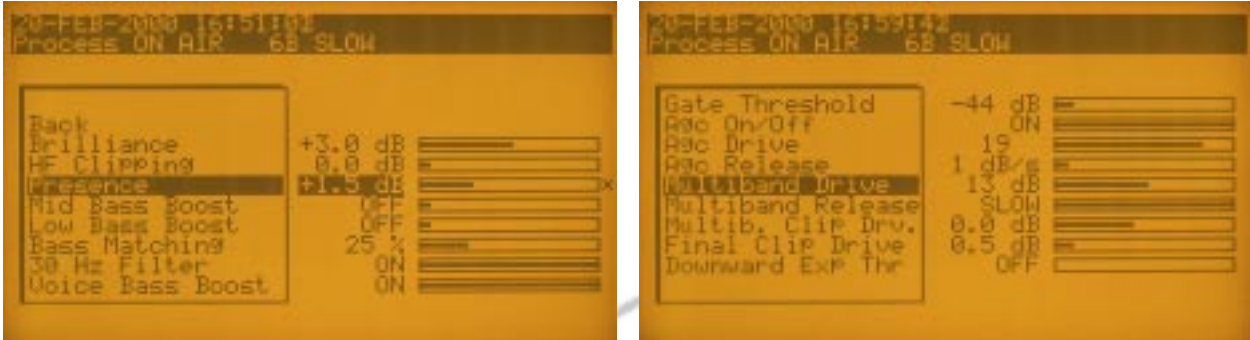 20-FEB-2000 16:51:03
Process ON AIR 6B SLOW
Back
Brilliance +3.0 dB
HF Clipping 0.0 dB
Presence +1.5 dB x
Mid Bass Boost OFF
Low Bass Boost OFF
Bass Matching 25 %
30 Hz Filter ON
Voice Bass Boost ON
20-FEB-2000 16:59:42
Process ON AIR 6B SLOW
Gate Threshold -44 dB
Agc On/Off ON
Agc Drive 19
Agc Release 1 dB/s
Multiband Drive 13 dB
Multiband Release SLOW
Multib. Clip Drv. 0.0 dB
Final Clip Drive 0.5 dB
Downward Exp Thr OFF